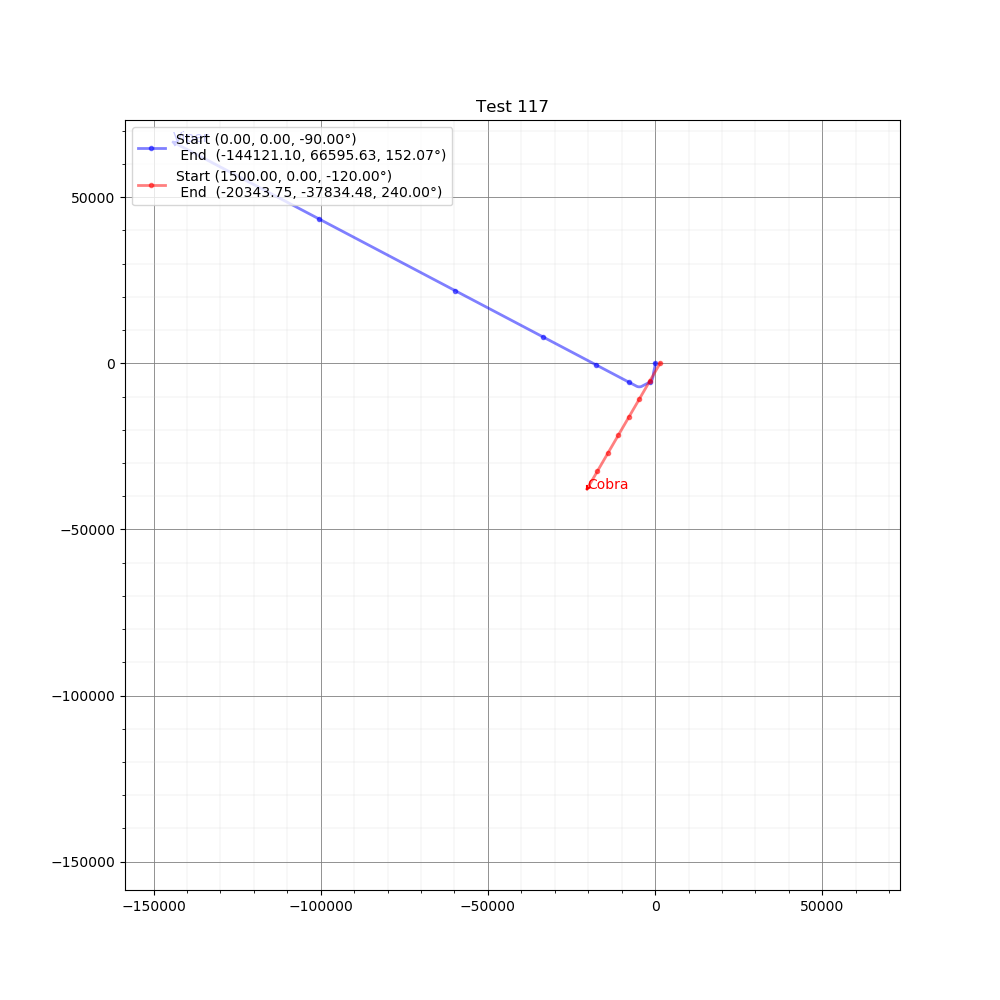 Test 117
Start (0.00, 0.00, -90.00°)
End (-144121.10, 66595.63, 152.07°)
Start (1500.00, 0.00, -120.00°)
End (-20343.75, -37834.48, 240.00°)
50000
0
−50000
−100000
−150000
Cobra
−150000
−100000
−50000
0
50000